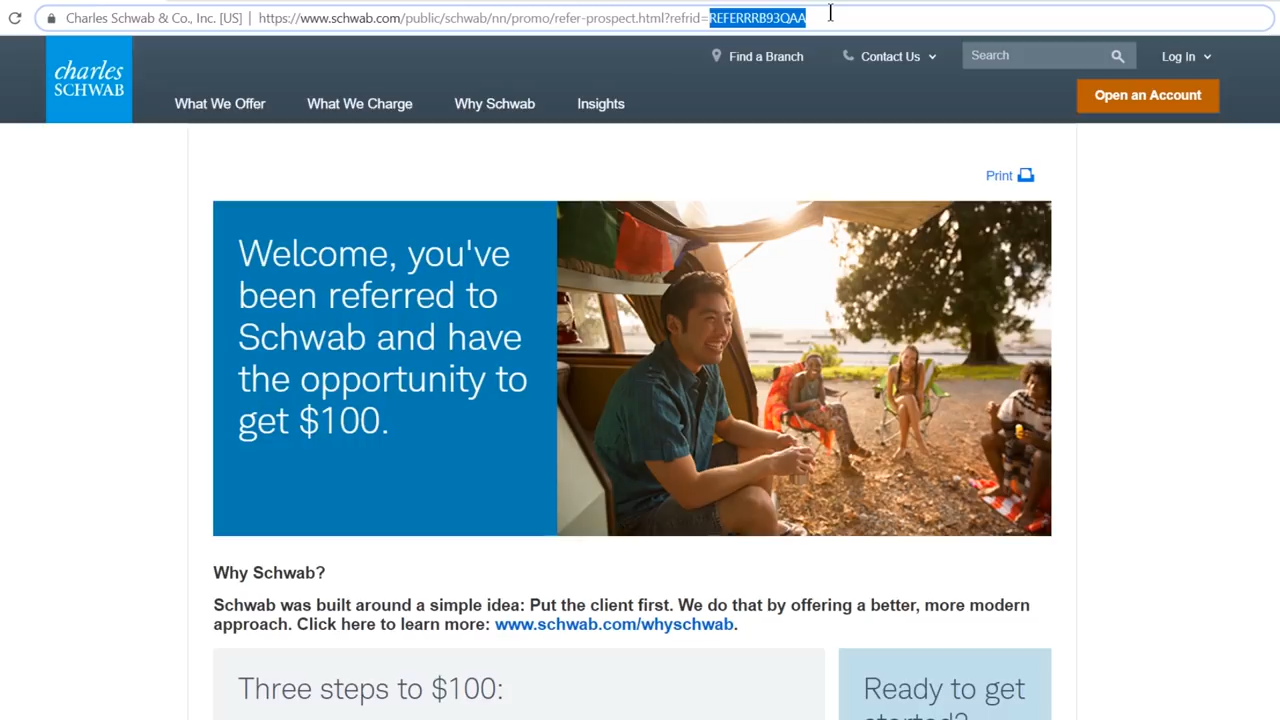 Charles Schwab & Co., Inc. [US] | https://www.schwab.com/public/schwab/nn/promo/refer-prospect.html?refrid=REFERRRB93QAA
charles
SCHWAB
Find a Branch
Contact Us
Search
Log In
What We Offer
What We Charge
Why Schwab
Insights
Open an Account
Print
Welcome, you've
been referred to
Schwab and have
the opportunity to
get $100.
Why Schwab?
Schwab was built around a simple idea: Put the client first. We do that by offering a better, more modern
approach. Click here to learn more: www.schwab.com/whyschwab.
Three steps to $100:
Ready to get
started?